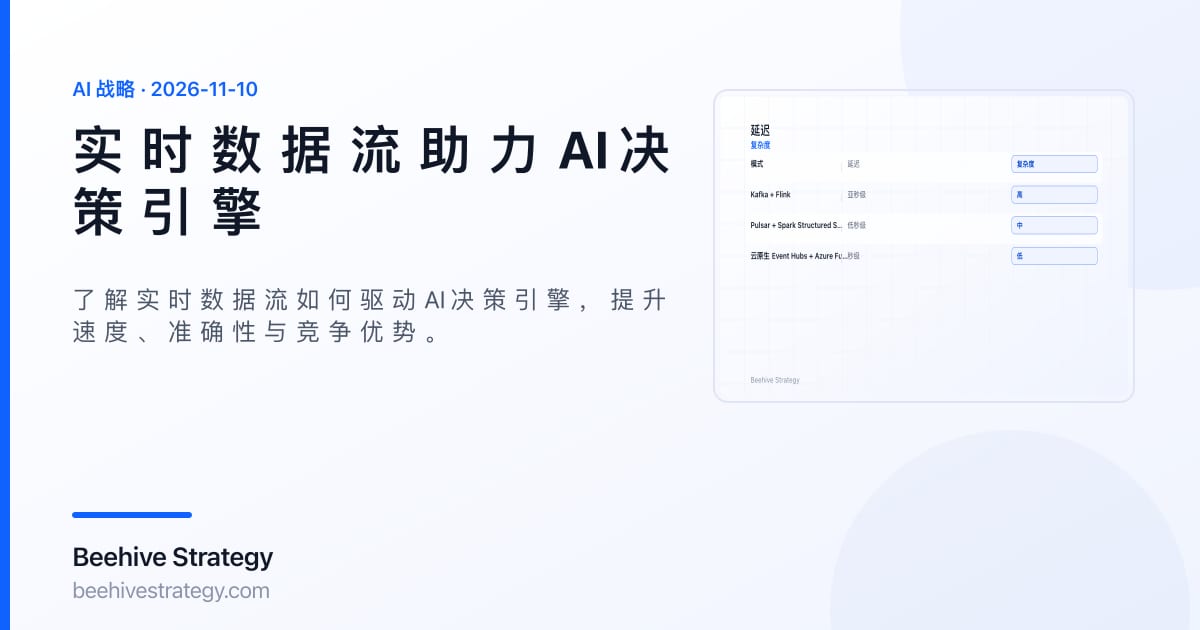 AI 战略 · 2026-11-10
实时数据流助力 AI决
策引擎
了解实时数据流如何驱动 AI决策引擎，提升
速度、准确性与竞争优势。
Beehive Strategy
beehivestrategy.com
延迟
复杂度
模式 延迟 复杂度
Kafka + Flink 亚秒级 高
Pulsar + Spark Structured S... 低秒级 中
云原生 Event Hubs + Azure Fu... 秒级 低
Beehive Strategy